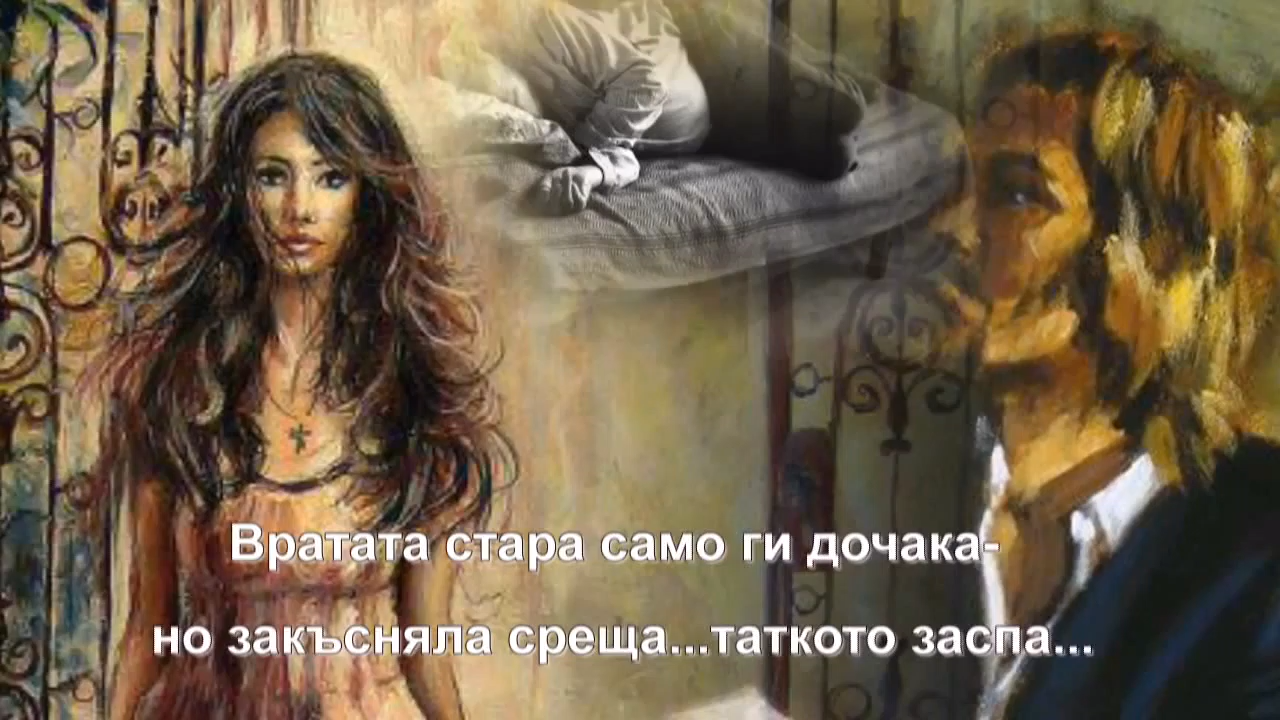 Вратата стара само ги дочака-
но закъсняла среща...таткото заспа...